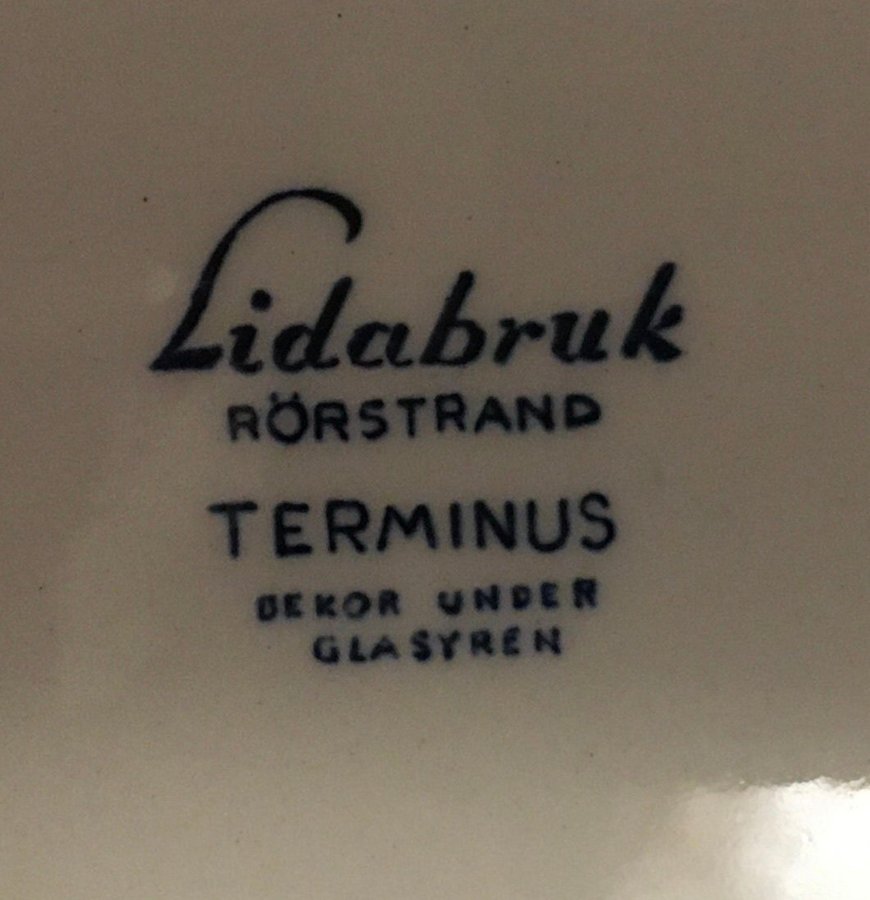 Lidabruk
RÖRSTRAND
TERMINUS
DEKOR UNDER
GLASYREN